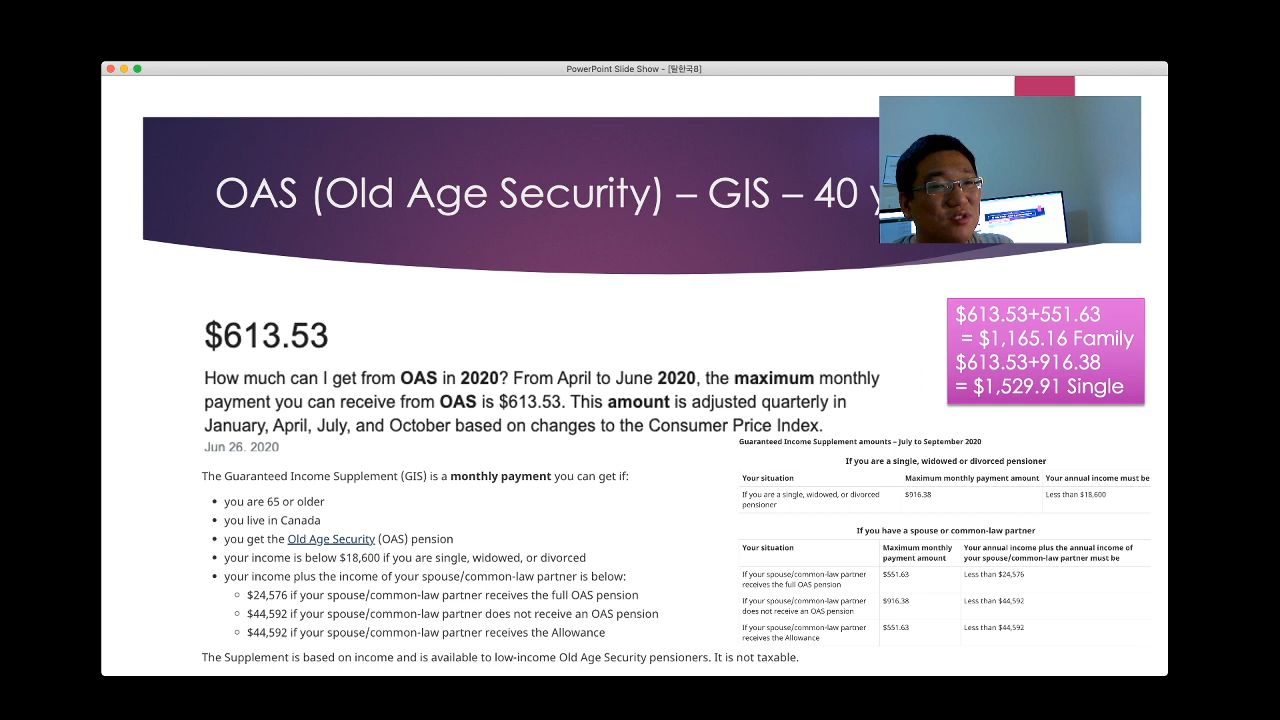 PowerPoint Slide Show - [탈한국8]
OAS (Old Age Security) – GIS – 40
$613.53
How much can I get from OAS in 2020? From April to June 2020, the maximum monthly
payment you can receive from OAS is $613.53. This amount is adjusted quarterly in
January, April, July, and October based on changes to the Consumer Price Index.
Jun 26, 2020
$613.53+551.63
= $1,165.16 Family
$613.53+916.38
= $1,529.91 Single
The Guaranteed Income Supplement (GIS) is a monthly payment you can get if:
• you are 65 or older
• you live in Canada
• you get the Old Age Security (OAS) pension
• your income is below $18,600 if you are single, widowed, or divorced
• your income plus the income of your spouse/common-law partner is below:
◦ $24,576 if your spouse/common-law partner receives the full OAS pension
◦ $44,592 if your spouse/common-law partner does not receive an OAS pension
◦ $44,592 if your spouse/common-law partner receives the Allowance
The Supplement is based on income and is available to low-income Old Age Security pensioners. It is not taxable.
Guaranteed Income Supplement amounts – July to September 2020
If you are a single, widowed or divorced pensioner
Your situation Maximum monthly payment amount Your annual income must be
If you are a single, widowed, or divorced $916.38 Less than $18,600
pensioner
If you have a spouse or common-law partner
Your situation Maximum monthly Your annual income plus the annual income of
payment amount your spouse/common-law partner must be
If your spouse/common-law partner $551.63 Less than $24,576
receives the full OAS pension
If your spouse/common-law partner $916.38 Less than $44,592
does not receive an OAS pension
If your spouse/common-law partner $551.63 Less than $44,592
receives the Allowance